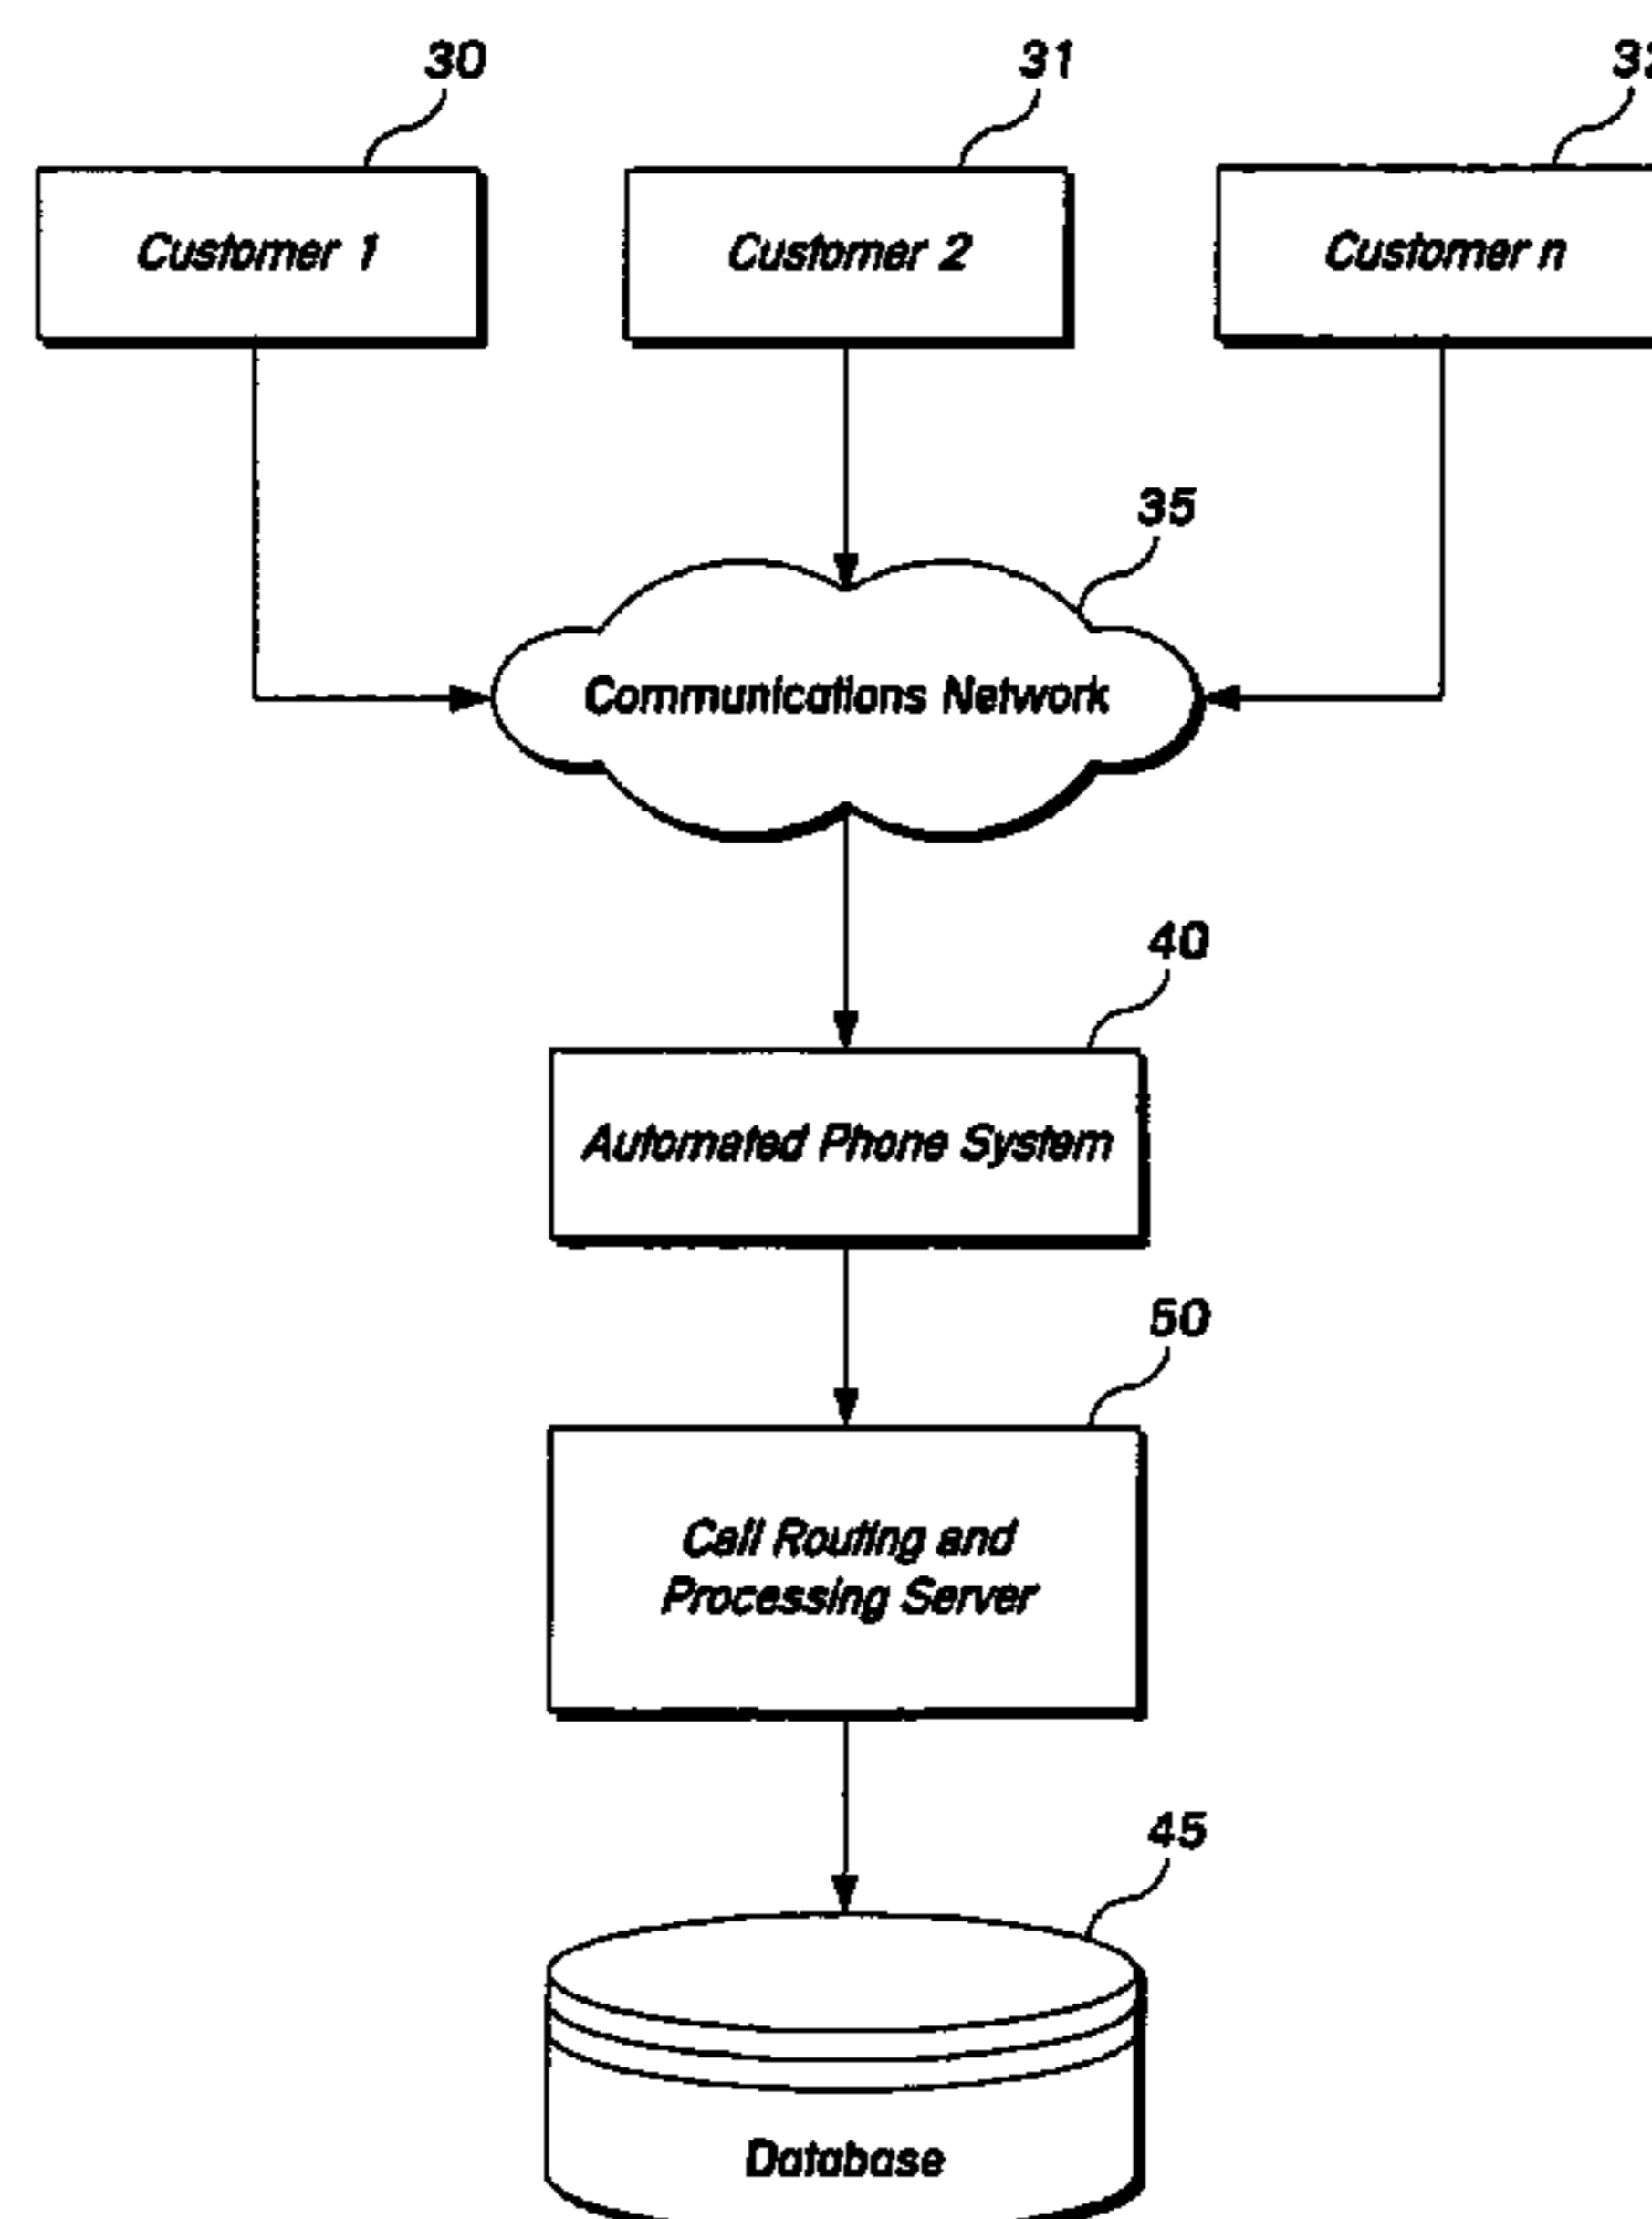 30
31
Customer 1
Customer 2
Customer n
35
Communications Network
40
Automated Phone System
50
Call Routing and
Processing Server
45
Database